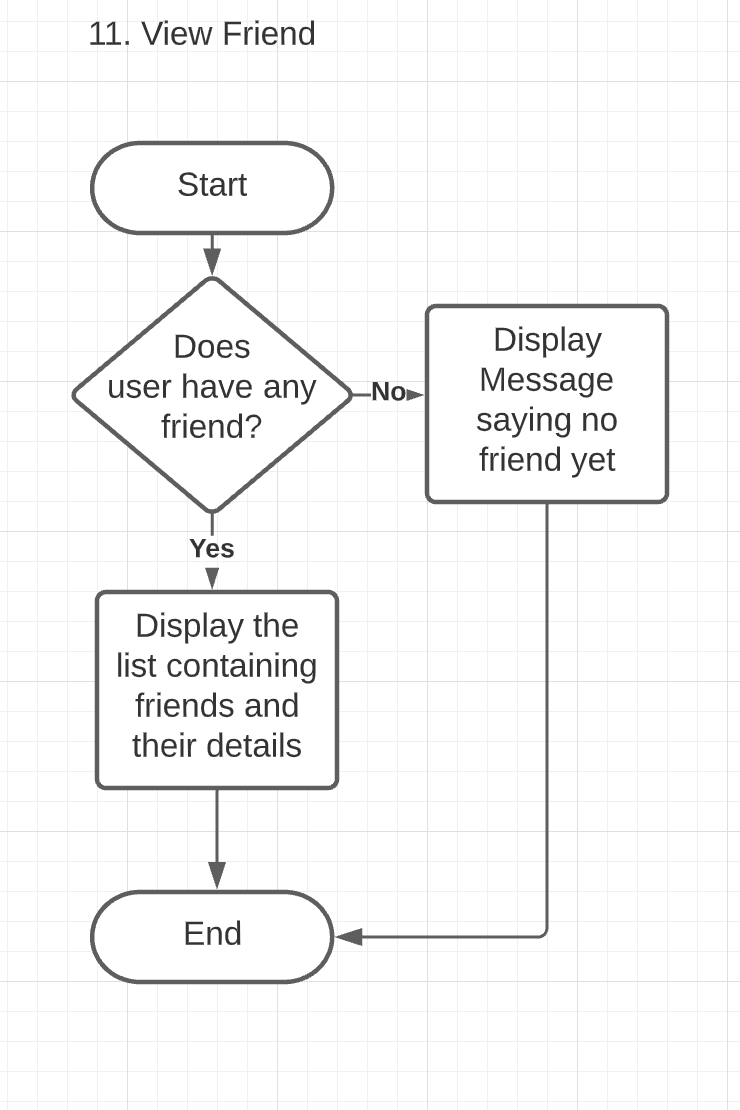 11. View Friend
Start
Does
user have any
friend?
No
Display
Message
saying no
friend yet
Yes
Display the
list containing
friends and
their details
End